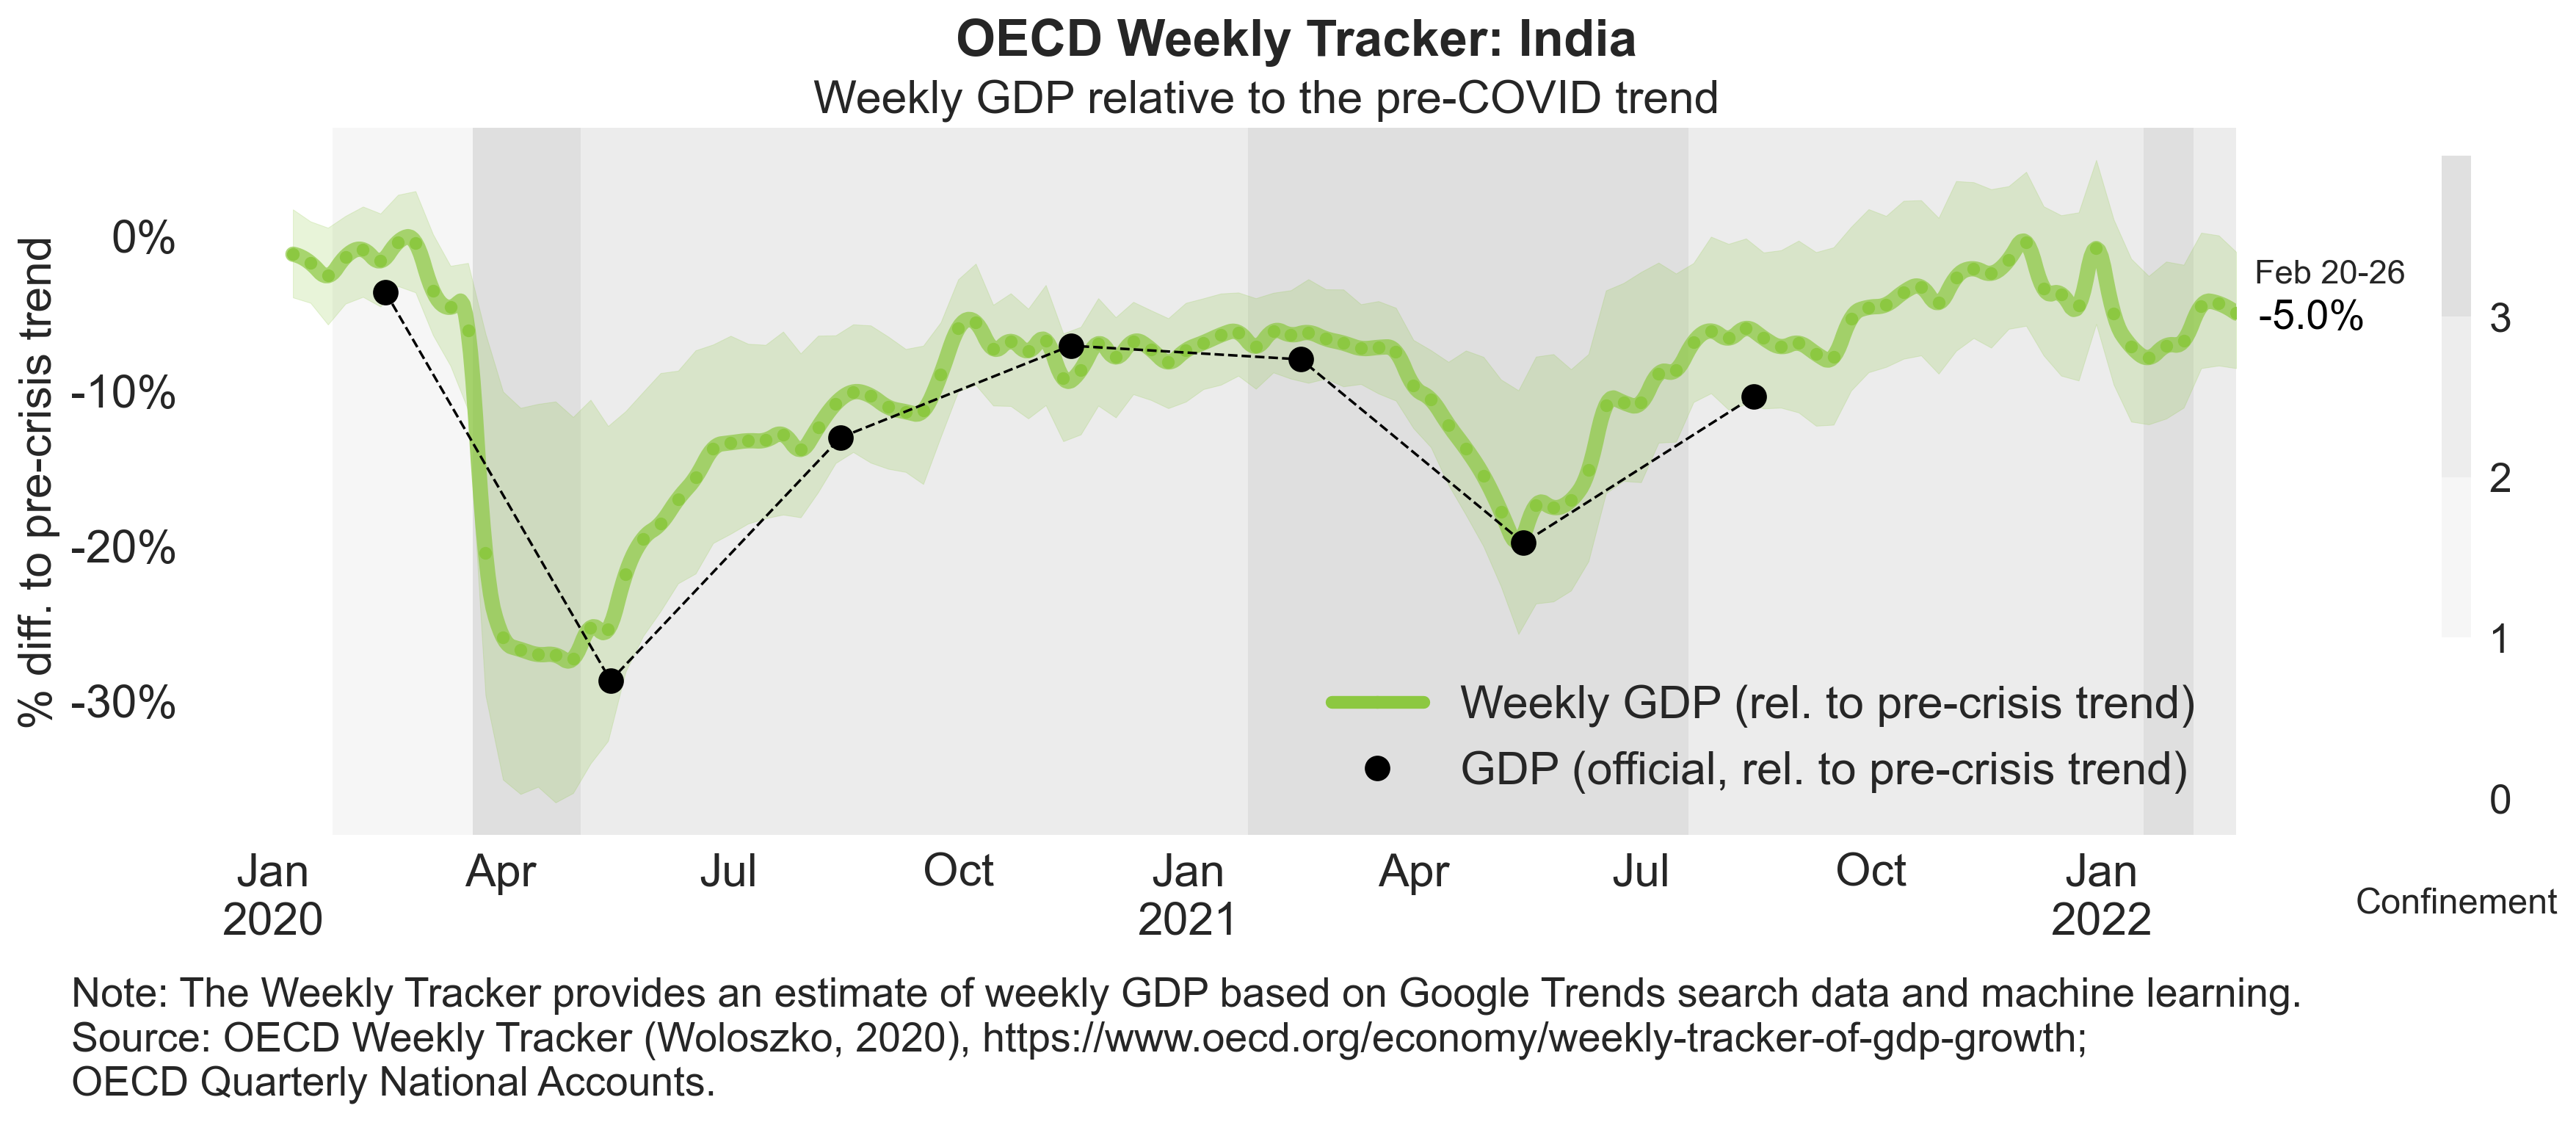 OECD Weekly Tracker: India
Weekly GDP relative to the pre-COVID trend
% diff. to pre-crisis trend
0%
-10%
-20%
-30%
Feb 20-26
-5.0%
3
2
1
0
Confinement
Weekly GDP (rel. to pre-crisis trend)
GDP (official, rel. to pre-crisis trend)
Jan Apr Jul Oct Jan Apr Jul Oct Jan
2020 2021 2022
Note: The Weekly Tracker provides an estimate of weekly GDP based on Google Trends search data and machine learning.
Source: OECD Weekly Tracker (Woloszko, 2020), https://www.oecd.org/economy/weekly-tracker-of-gdp-growth;
OECD Quarterly National Accounts.